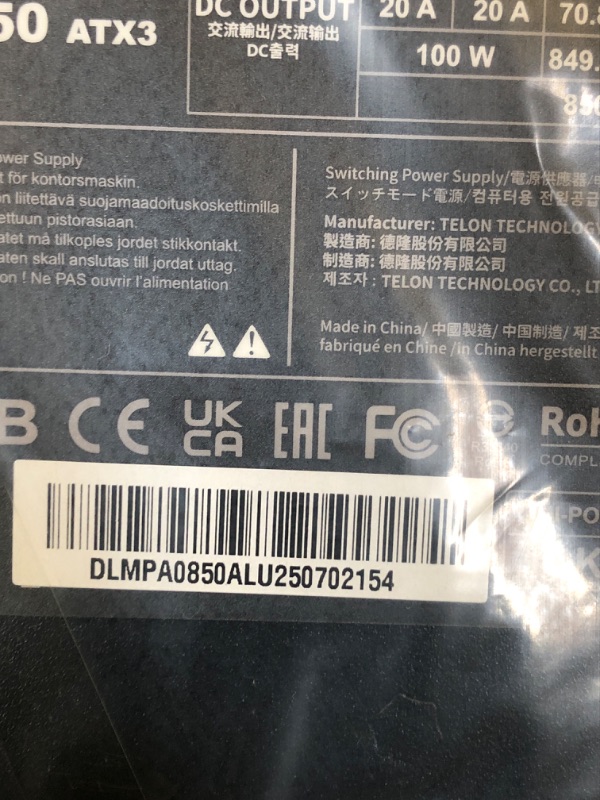 50 ATX3
DC OUTPUT
交流輸出/交流输出
DC출력
20 A 20 A 70.8
100 W 849.
850
ower Supply
t för kontorsmaskin.
on liitettävä suojamaadoituskoskettimilla
ettuun pistorasiaan.
atet må tilkoples jordet stikkontakt.
aten skall anslutas till jordat uttag.
on ! Ne PAS ouvrir l'alimentation
Switching Power Supply/電源供應器/
スイッチモード電源/컴퓨터용 전원공급
Manufacturer: TELON TECHNOLOGY
製造商: 德隆股份有限公司
制造商: 德隆股份有限公司
제조자 : TELON TECHNOLOGY CO., LT
Made in China/ 中國製造/ 中国制造/ 제조
fabriqué en Chine /in China hergestellt
B CE UK
CA EAC FC RoH
COMPL
DLMPA0850ALU250702154
I-PO